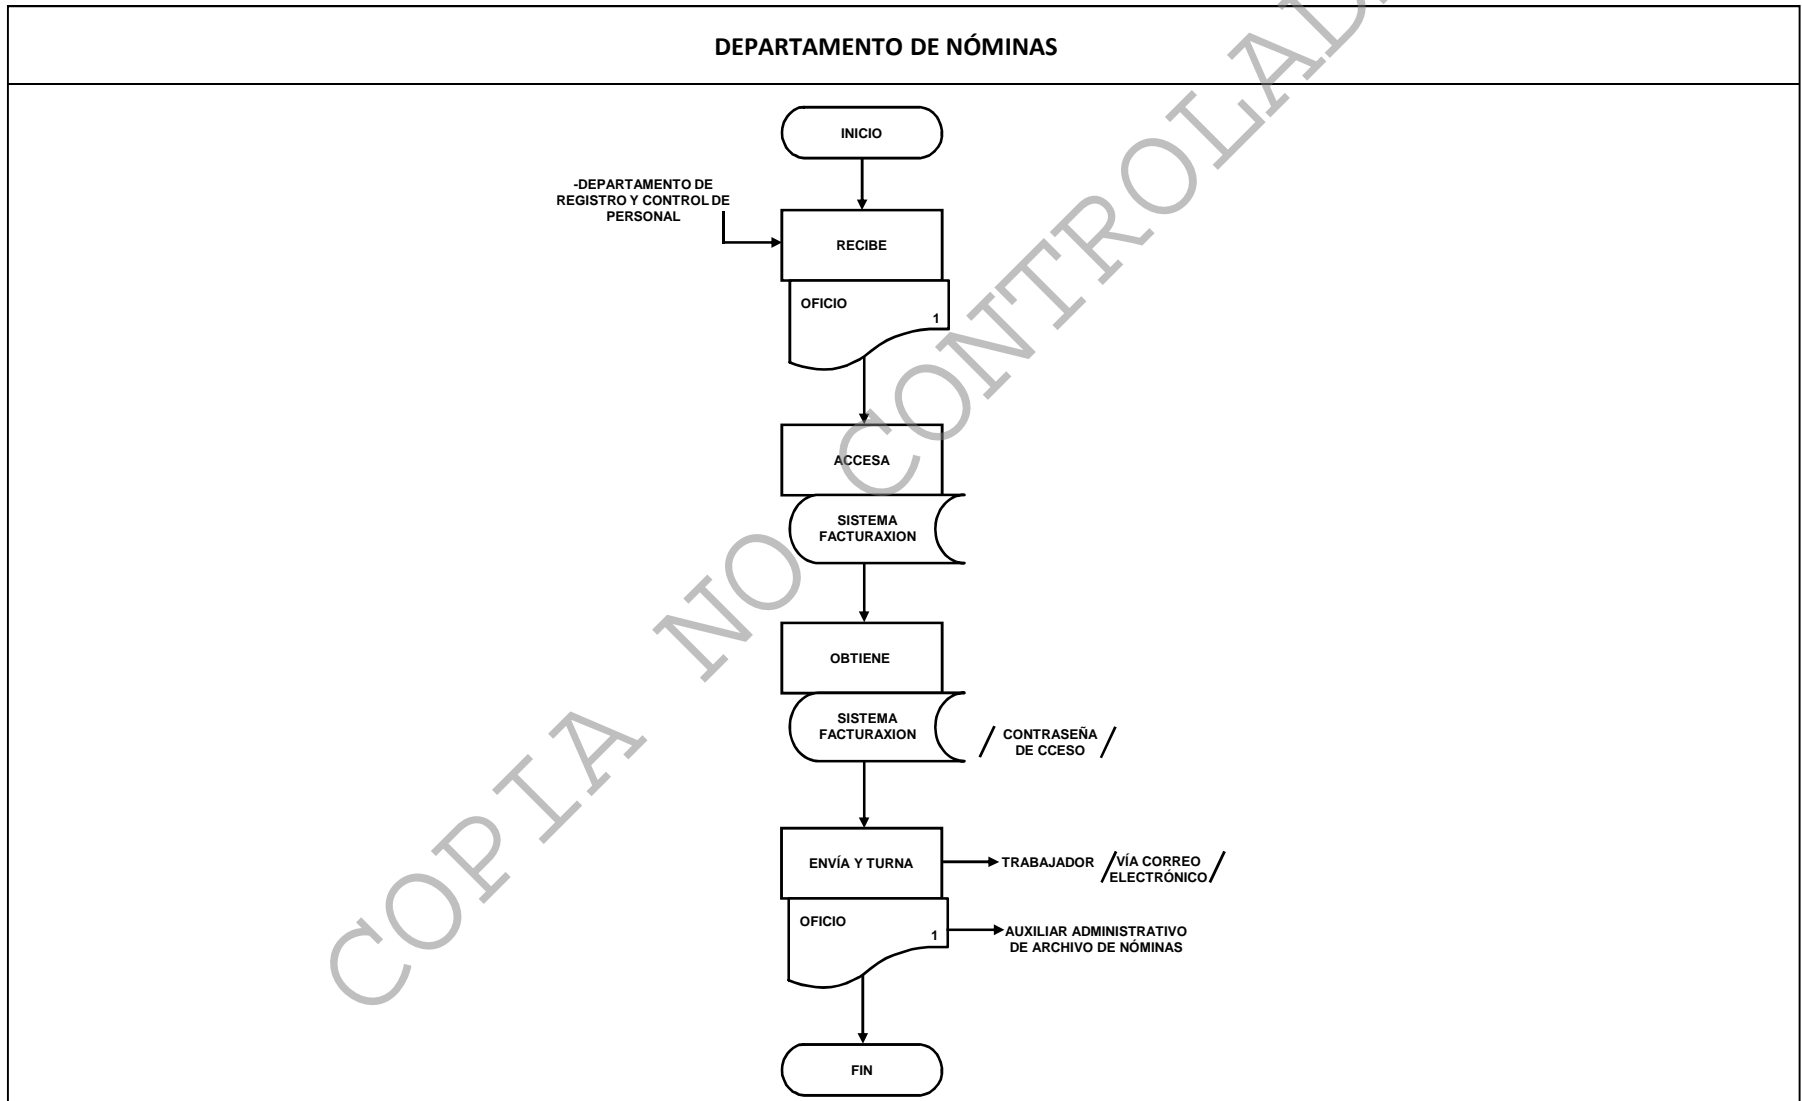 DEPARTAMENTO DE NÓMINAS
INICIO
-DEPARTAMENTO DE
REGISTRO Y CONTROL DE
PERSONAL
RECIBE
OFICIO
1
ACCESA
SISTEMA
FACTURAXION
OBTIENE
SISTEMA
FACTURAXION
/ CONTRASEÑA /
DE CCESO
ENVÍA Y TURNA
TRABAJADOR
/ VÍA CORREO
ELECTRÓNICO /
OFICIO
1
AUXILIAR ADMINISTRATIVO
DE ARCHIVO DE NÓMINAS
FIN
COPIA NO CONTROLAD